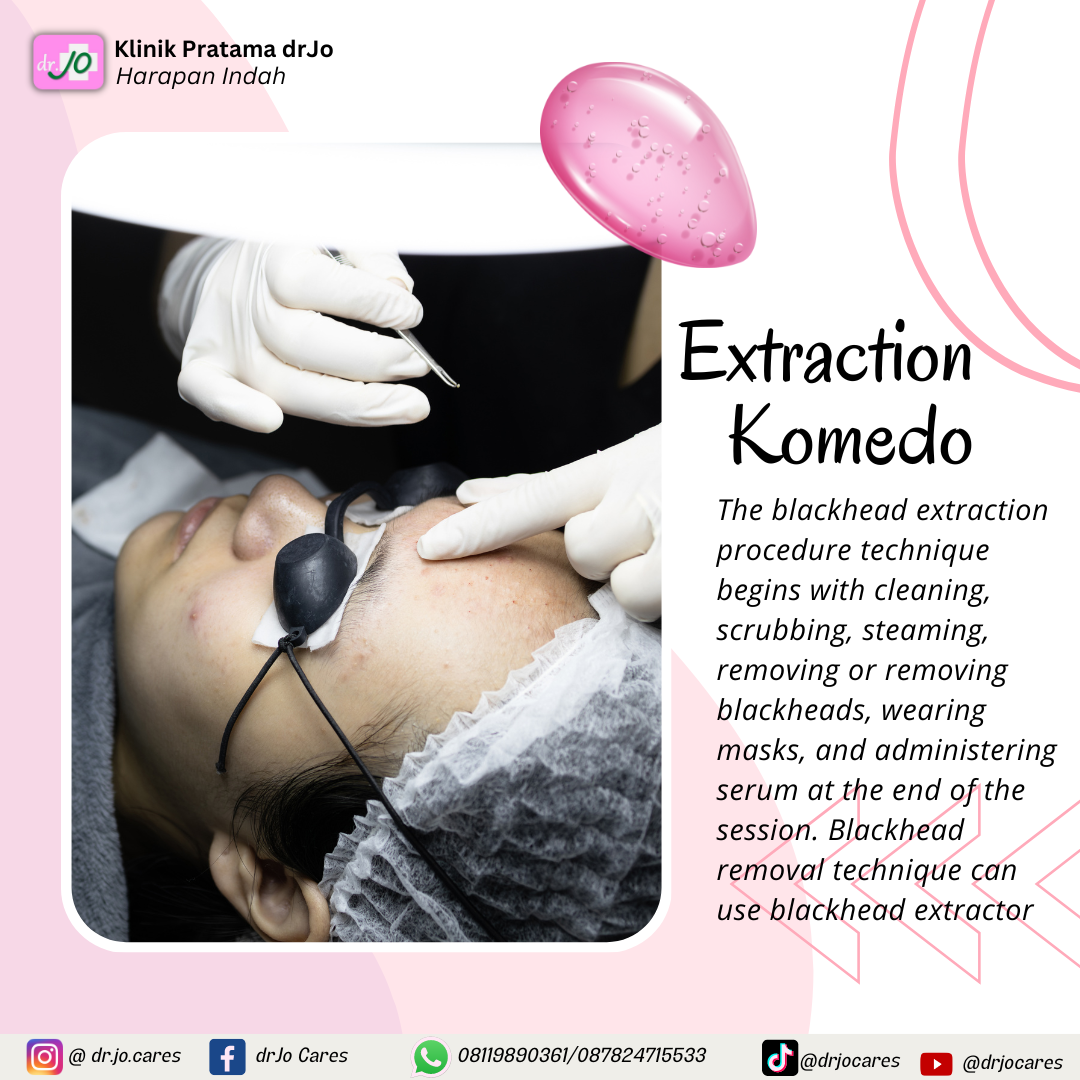 dr.JO
Klinik Pratama drJo
Harapan Indah
Extraction
Komedo
The blackhead extraction
procedure technique
begins with cleaning,
scrubbing, steaming,
removing or removing
blackheads, wearing
masks, and administering
serum at the end of the
session. Blackhead
removal technique can
use blackhead extractor
@ dr.jo.cares
drJo Cares
08119890361/087824715533
@drjocares
@drjocares